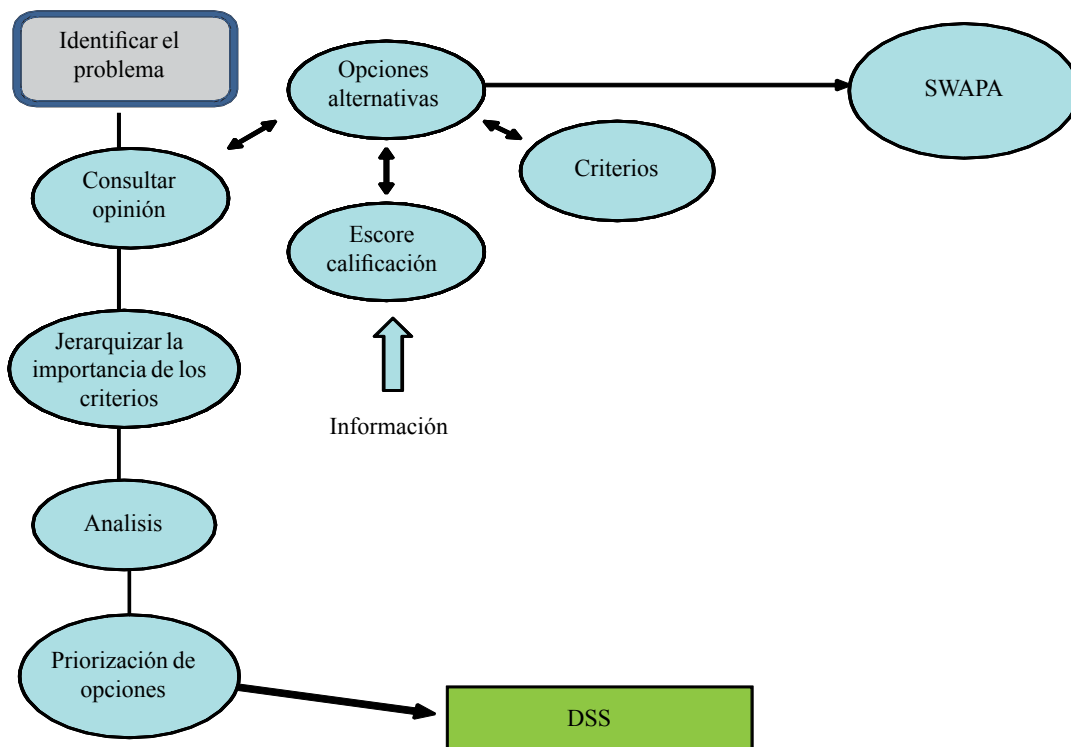 Identificar el
problema
Opciones
alternativas
SWAPA
Consultar
opinión
Criterios
Escore
calificación
Jerarquizar la
importancia de los
criterios
Información
Analisis
Priorización de
opciones
DSS